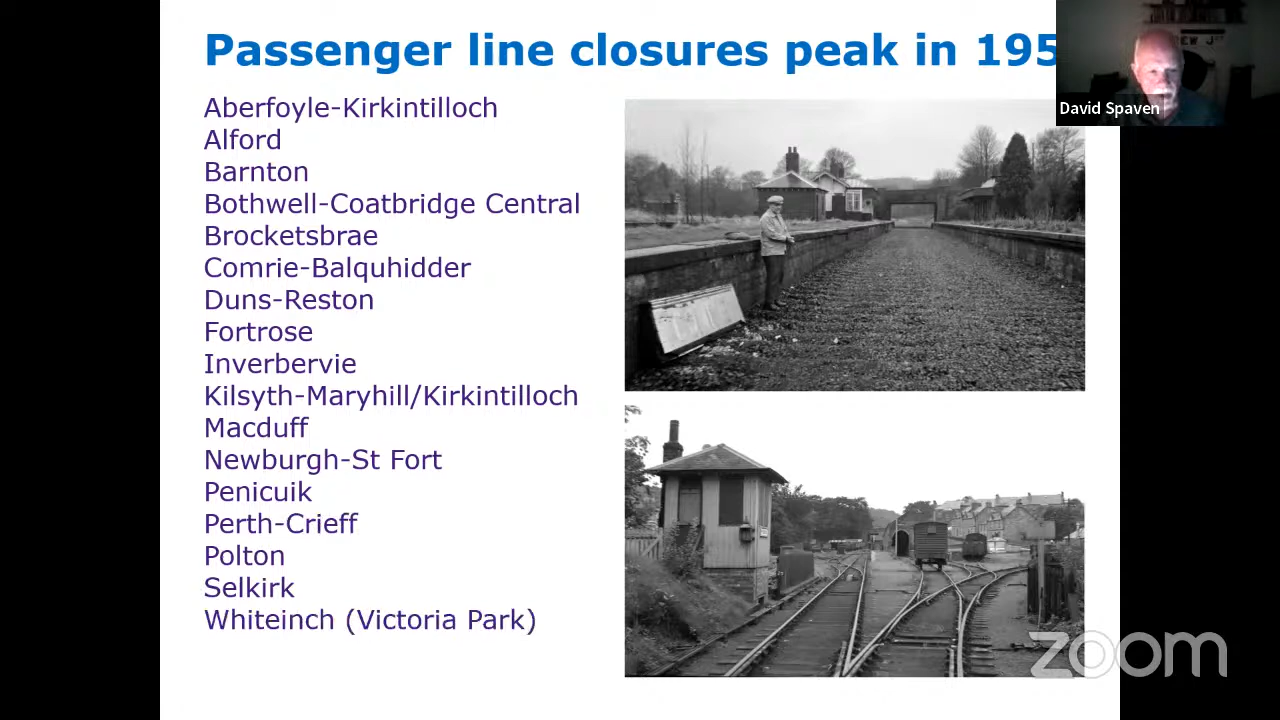 Passenger line closures peak in 195
David Spaven
Aberfoyle-Kirkintilloch
Alford
Barnton
Bothwell-Coatbridge Central
Brocketsbrae
Comrie-Balquhidder
Duns-Reston
Fortrose
Inverbervie
Kilsyth-Maryhill/Kirkintilloch
Macduff
Newburgh-St Fort
Penicuik
Perth-Crieff
Polton
Selkirk
Whiteinch (Victoria Park)
zoom